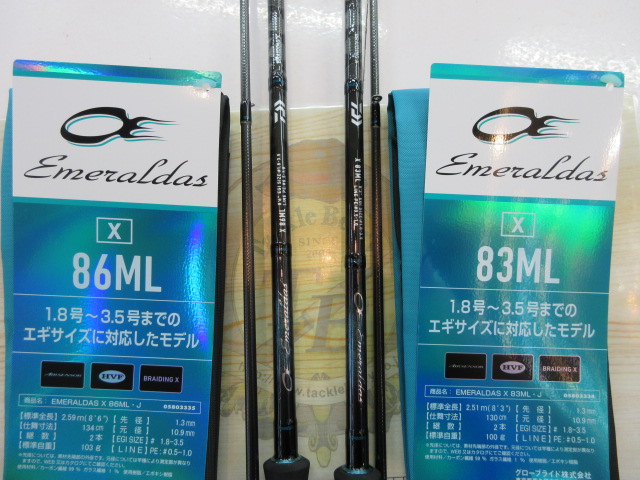 Emeraldas
X
86ML
1.8号～3.5号までの
エギサイズに対応したモデル
HVF
BRAIDING X
商品名: EMERALDAS X 86ML・J
05803335
【標準全長】 2.59m(8'6") 【先 径】 1.3mm
【仕舞寸法】 134cm 【元 径】 10.9mm
【継 数】 2本 【EGI SIZE】# 1.8-3.5
【標準自重】 103g 【LINE】PE #0.5-1.0
X 86ML
Emeraldas
X 83ML
Emeraldas
Emeraldas
X
83ML
1.8号～3.5号までの
エギサイズに対応したモデル
HVF
BRAIDING X
商品名: EMERALDAS X 83ML・J
【標準全長】 2.51m(8'3") 【先 径】 1.3mm
【仕舞寸法】 130cm 【元 径】 10.9mm
【継 数】 2本 【EGI SIZE】# 1.8-3.5
【標準自重】 100g 【LINE】PE #0.5-1.0
グローブライド株式会社